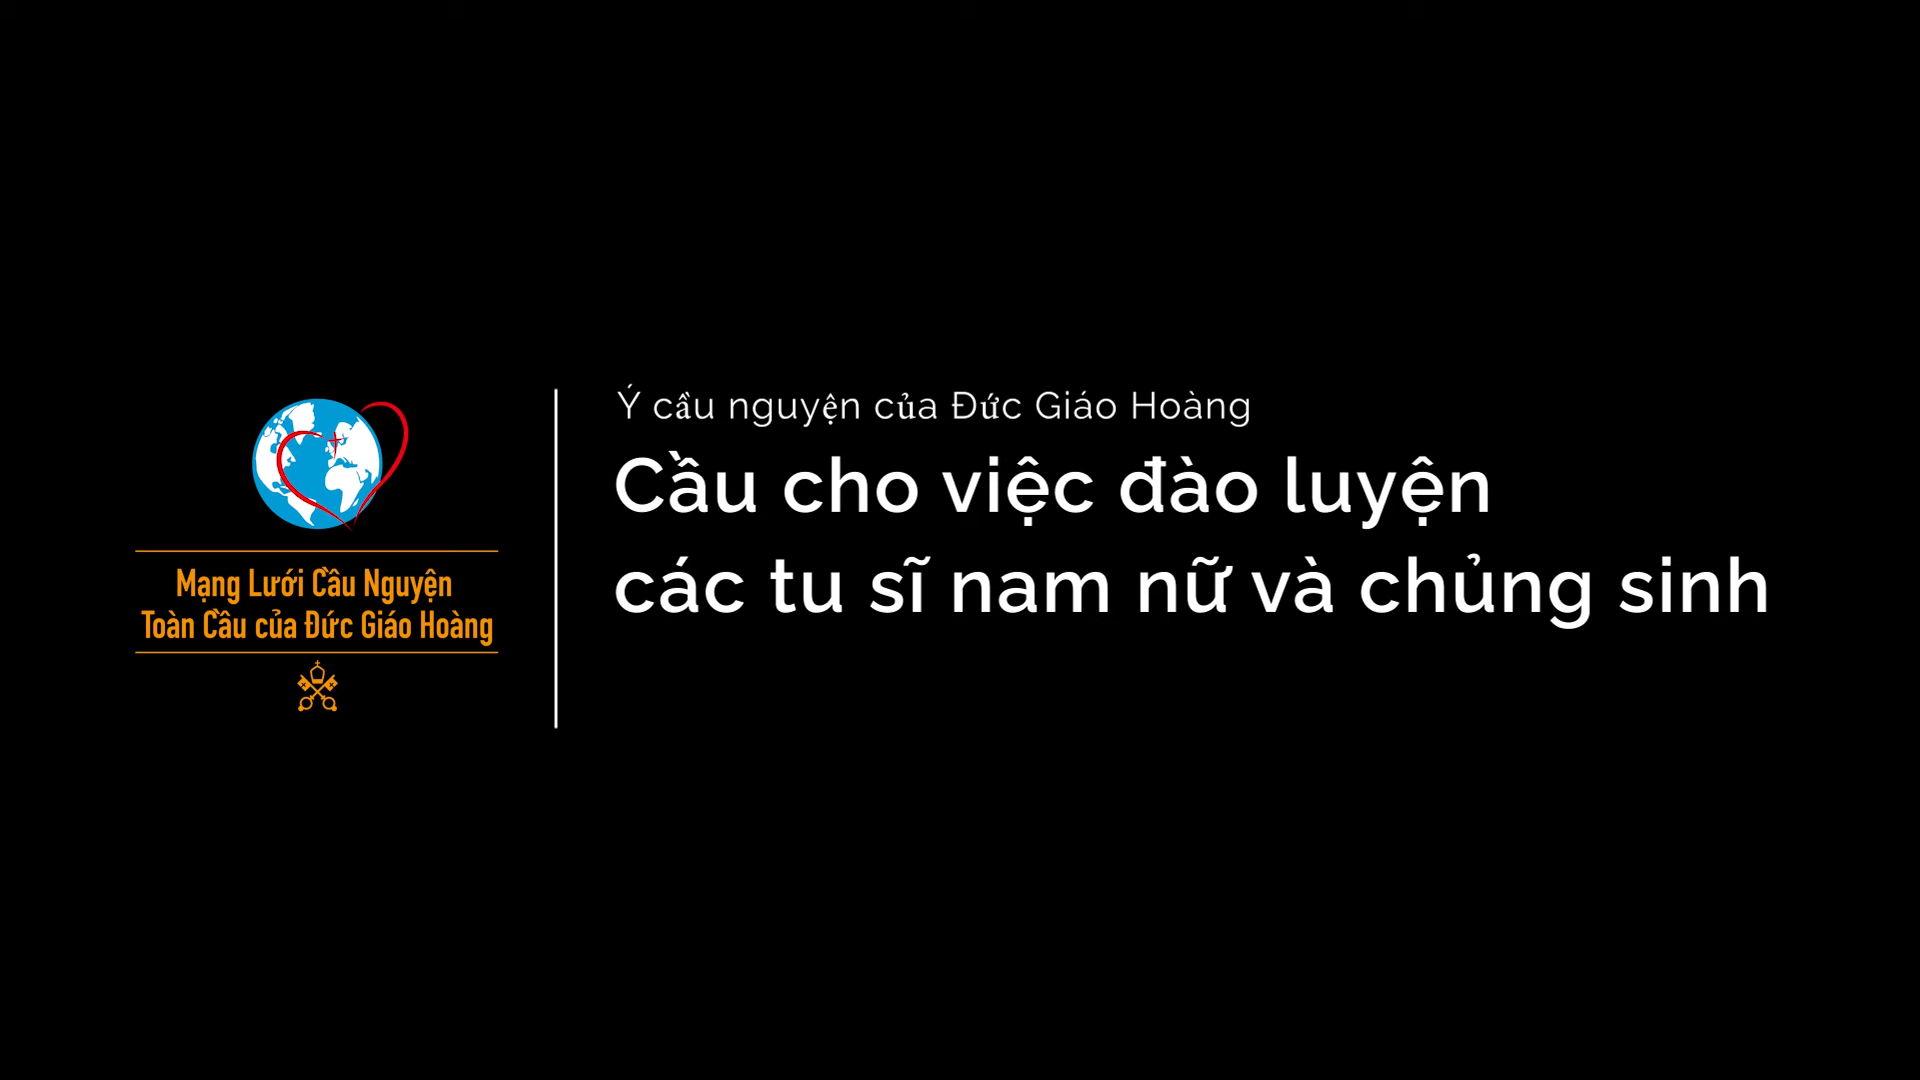 Mạng Lưới Cầu Nguyện
Toàn Cầu của Đức Giáo Hoàng
Ý cầu nguyện của Đức Giáo Hoàng
Cầu cho việc đào luyện
các tu sĩ nam nữ và chủng sinh